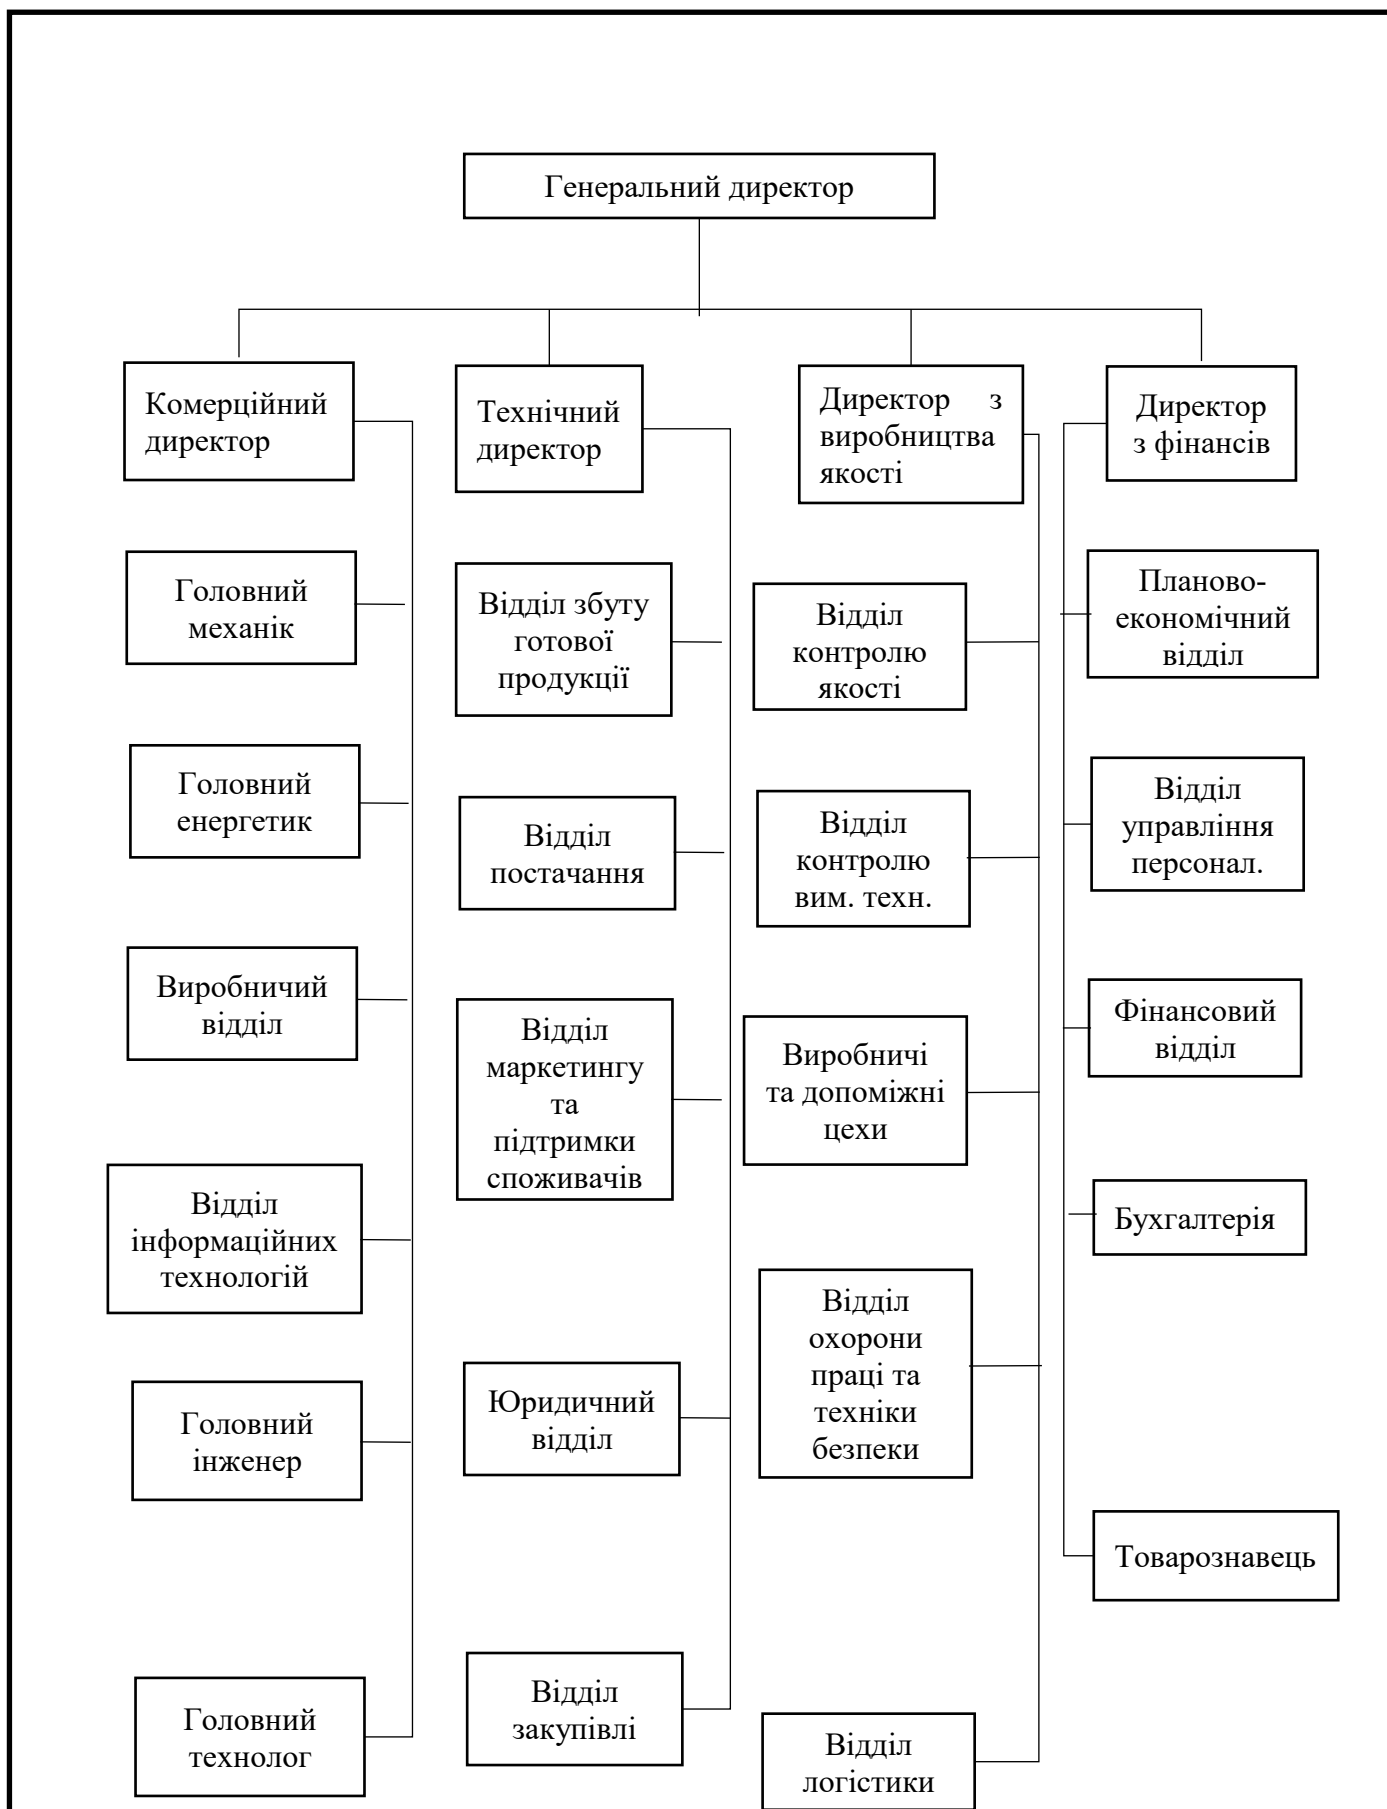 Генеральний директор
Комерційний
директор
Технічний
директор
Директор з
виробництва
якості
Директор
з фінансів
Головний
механік
Відділ збуту
готової
продукції
Відділ
контролю
якості
Планово-
економічний
відділ
Головний
енергетик
Відділ
постачання
Відділ
контролю
вим. техн.
Відділ
управління
персонал.
Виробничий
відділ
Відділ
маркетингу
та
підтримки
споживачів
Виробничі
та допоміжні
цехи
Фінансовий
відділ
Відділ
інформаційних
технологій
Бухгалтерія
Головний
інженер
Юридичний
відділ
Відділ
охорони
праці та
техніки
безпеки
Товарознавець
Головний
технолог
Відділ
закупівлі
Відділ
логістики